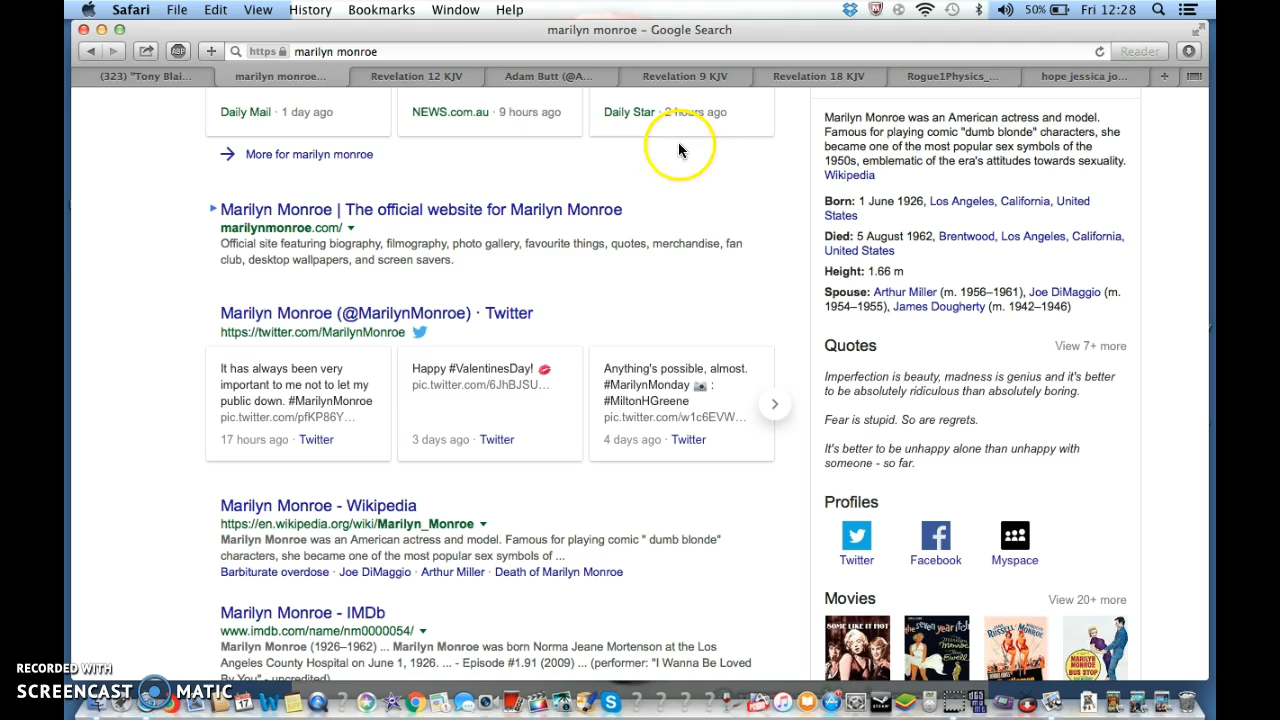 Safari File Edit View History Bookmarks Window Help 50% Fri 12:28
marilyn monroe – Google Search
https marilyn monroe Reader
(323) "Tony Blai... marilyn monroe... Revelation 12 KJV Adam Butt (@A... Revelation 9 KJV Revelation 18 KJV Rogue1Physics_... hope jessica jo...
Daily Mail · 1 day ago
NEWS.com.au · 9 hours ago
Daily Star · 2 hours ago
More for marilyn monroe
Marilyn Monroe | The official website for Marilyn Monroe
marilynmonroe.com/
Official site featuring biography, filmography, photo gallery, favourite things, quotes, merchandise, fan
club, desktop wallpapers, and screen savers.
Marilyn Monroe (@MarilynMonroe) · Twitter
https://twitter.com/MarilynMonroe
It has always been very
important to me not to let my
public down. #MarilynMonroe
pic.twitter.com/pfKP86Y…
17 hours ago · Twitter
Happy #ValentinesDay! 💋
pic.twitter.com/6JhBJSU…
3 days ago · Twitter
Anything's possible, almost.
#MarilynMonday 📷 :
#MiltonHGreene
pic.twitter.com/w1c6EVW…
4 days ago · Twitter
Marilyn Monroe - Wikipedia
https://en.wikipedia.org/wiki/Marilyn_Monroe
Marilyn Monroe was an American actress and model. Famous for playing comic " dumb blonde"
characters, she became one of the most popular sex symbols of ...
Barbiturate overdose · Joe DiMaggio · Arthur Miller · Death of Marilyn Monroe
Marilyn Monroe - IMDb
www.imdb.com/name/nm0000054/
Marilyn Monroe (1926–1962) ... Marilyn Monroe was born Norma Jeane Mortenson at the Los
Angeles County Hospital on June 1, 1926. ... - Episode #1.91 (2009) ... (performer: "I Wanna Be Loved
By You" - uncredited)
Marilyn Monroe was an American actress and model.
Famous for playing comic "dumb blonde" characters, she
became one of the most popular sex symbols of the
1950s, emblematic of the era's attitudes towards sexuality.
Wikipedia
Born: 1 June 1926, Los Angeles, California, United
States
Died: 5 August 1962, Brentwood, Los Angeles, California,
United States
Height: 1.66 m
Spouse: Arthur Miller (m. 1956–1961), Joe DiMaggio (m.
1954–1955), James Dougherty (m. 1942–1946)
Quotes View 7+ more
Imperfection is beauty, madness is genius and it's better
to be absolutely ridiculous than absolutely boring.
Fear is stupid. So are regrets.
It's better to be unhappy alone than unhappy with
someone - so far.
Profiles
Twitter Facebook Myspace
Movies View 20+ more
SOME LIKE IT HOT
RECORDED WITH
SCREENCAST MATIC